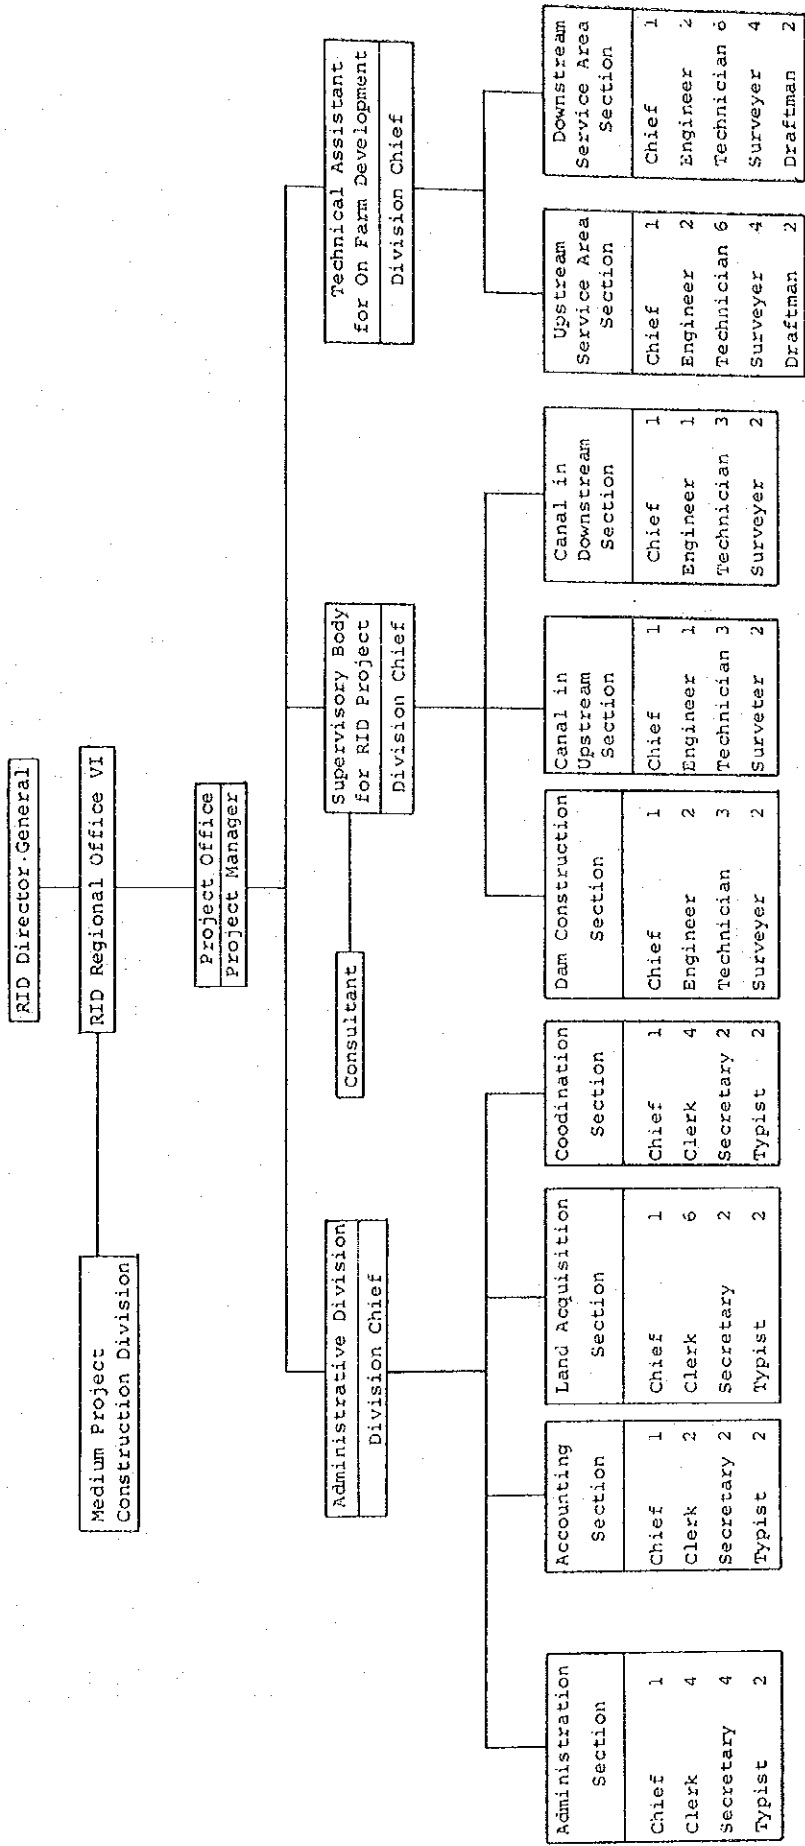 RID Director-General
Medium Project
Construction Division
RID Regional Office VI
Project Office
Project Manager
Administrative Division
Division Chief
Consultant
Supervisory Body
for RID Project
Division Chief
Technical Assistant
for On Farm Development
Division Chief
Administration
Section
Chief 1
Clerk 4
Secretary 4
Typist 2
Accounting
Section
Chief 1
Clerk 2
Secretary 2
Typist 2
Land Acquisition
Section
Chief 1
Clerk 6
Secretary 2
Typist 2
Coodination
Section
Chief 1
Clerk 4
Secretary 2
Typist 2
Dam Construction
Section
Chief 1
Engineer 2
Technician 3
Surveyer 2
Canal in
Upstream
Section
Chief 1
Engineer 1
Technician 3
Surveter 2
Canal in
Downstream
Section
Chief 1
Engineer 1
Technician 3
Surveyer 2
Upstream
Service Area
Section
Chief 1
Engineer 2
Technician 6
Surveyer 4
Draftman 2
Downstream
Service Area
Section
Chief 1
Engineer 2
Technician 6
Surveyer 4
Draftman 2